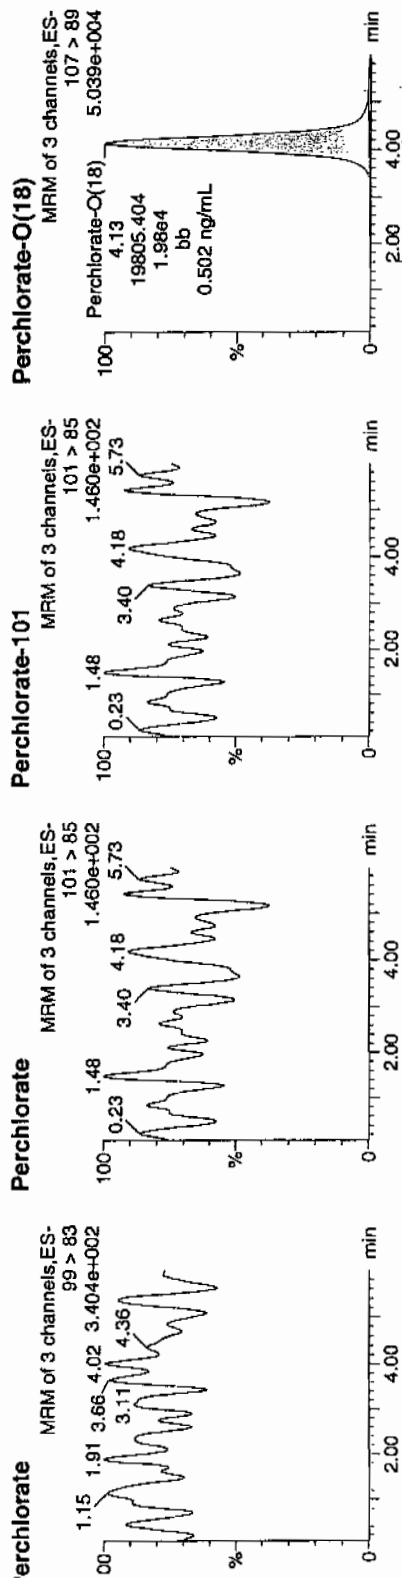 Perchlorate
MRM of 3 channels,ES-
99 > 83
3.404e+002
1.15
1.91
3.11
3.66
4.02
4.36
00
%
0
2.00
4.00
min
Perchlorate
MRM of 3 channels,ES-
101 > 85
1.460e+002
0.23
1.48
3.40
4.18
5.73
100
%
0
2.00
4.00
min
Perchlorate-101
MRM of 3 channels,ES-
101 > 85
1.460e+002
0.23
1.48
3.40
4.18
5.73
100
%
0
2.00
4.00
min
Perchlorate-O(18)
MRM of 3 channels,ES-
107 > 89
5.039e+004
Perchlorate-O(18)
4.13
19805.404
1.98e4
bb
0.502 ng/mL
100
%
0
2.00
4.00
min